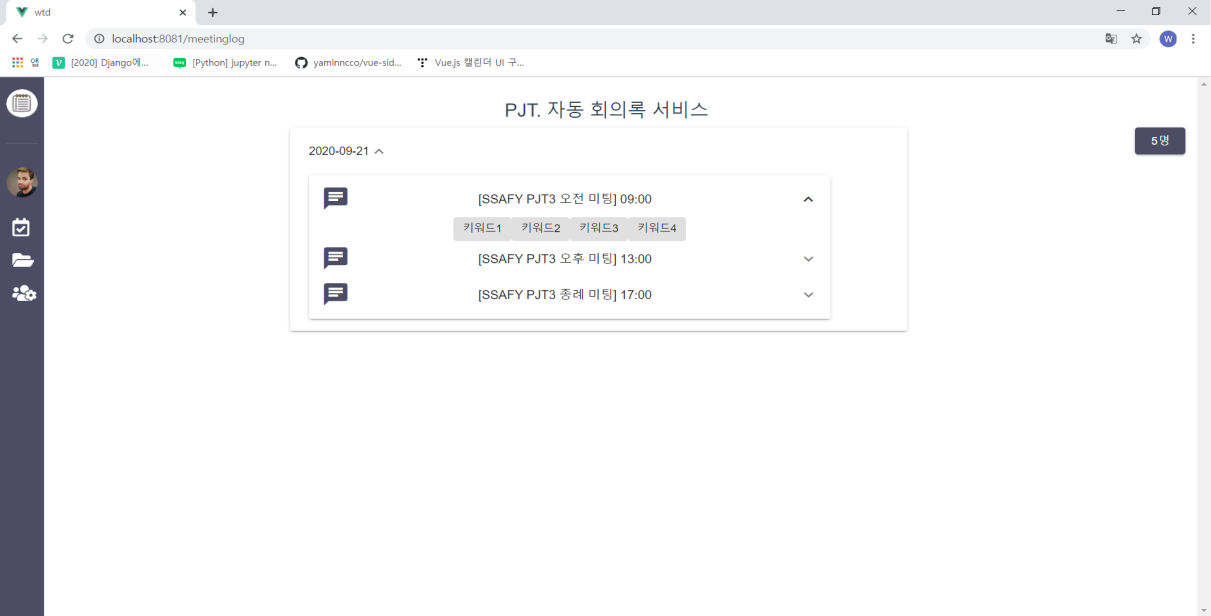 wtd
localhost:8081/meetinglog
W
앱
V
[2020] Django에...
[Python] jupyter n...
yaminncco/vue-sid...
Vue.js 캘린더 UI 구...
PJT. 자동 회의록 서비스
5명
2020-09-21
[SSAFY PJT3 오전 미팅] 09:00
키워드1 키워드2 키워드3 키워드4
[SSAFY PJT3 오후 미팅] 13:00
[SSAFY PJT3 종례 미팅] 17:00